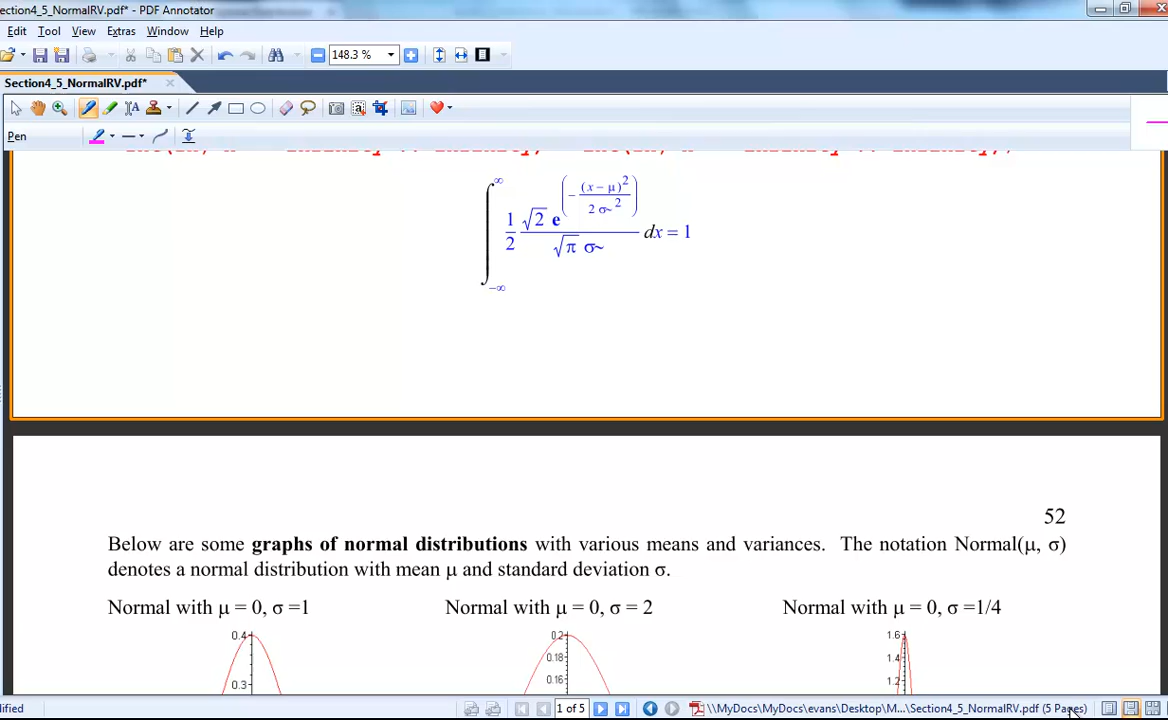 ection4_5_NormalRV.pdf* - PDF Annotator
Edit Tool View Extras Window Help
148.3 %
Section4_5_NormalRV.pdf*
Pen
∫_{-∞}^{∞} 1/2 √2 e^(-(x-μ)²/(2 σ~²)) / (√π σ~) dx = 1
52
Below are some graphs of normal distributions with various means and variances. The notation Normal(μ, σ)
denotes a normal distribution with mean μ and standard deviation σ.
Normal with μ = 0, σ =1 Normal with μ = 0, σ = 2 Normal with μ = 0, σ =1/4
0.4 0.2 1.6
0.18 1.4
0.3 0.16 1.2
ified 1 of 5 \\MyDocs\MyDocs\evans\Desktop\M...\Section4_5_NormalRV.pdf (5 Pages)